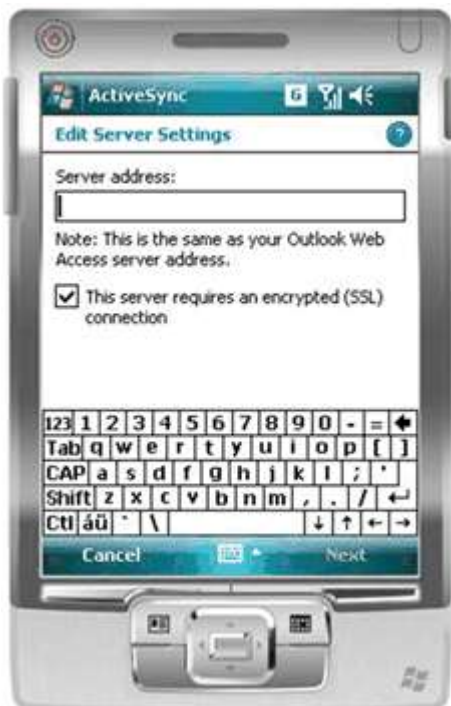 ActiveSync
G
Edit Server Settings
?
Server address:
Note: This is the same as your Outlook Web
Access server address.
This server requires an encrypted (SSL)
connection
123 1 2 3 4 5 6 7 8 9 0 - = 
Tab q w e r t y u i o p [ ]
CAP a s d f g h j k l ; '
Shift z x c v b n m , . / 
Ctl áü ` \ ↓ ↑ ← →
Cancel Next